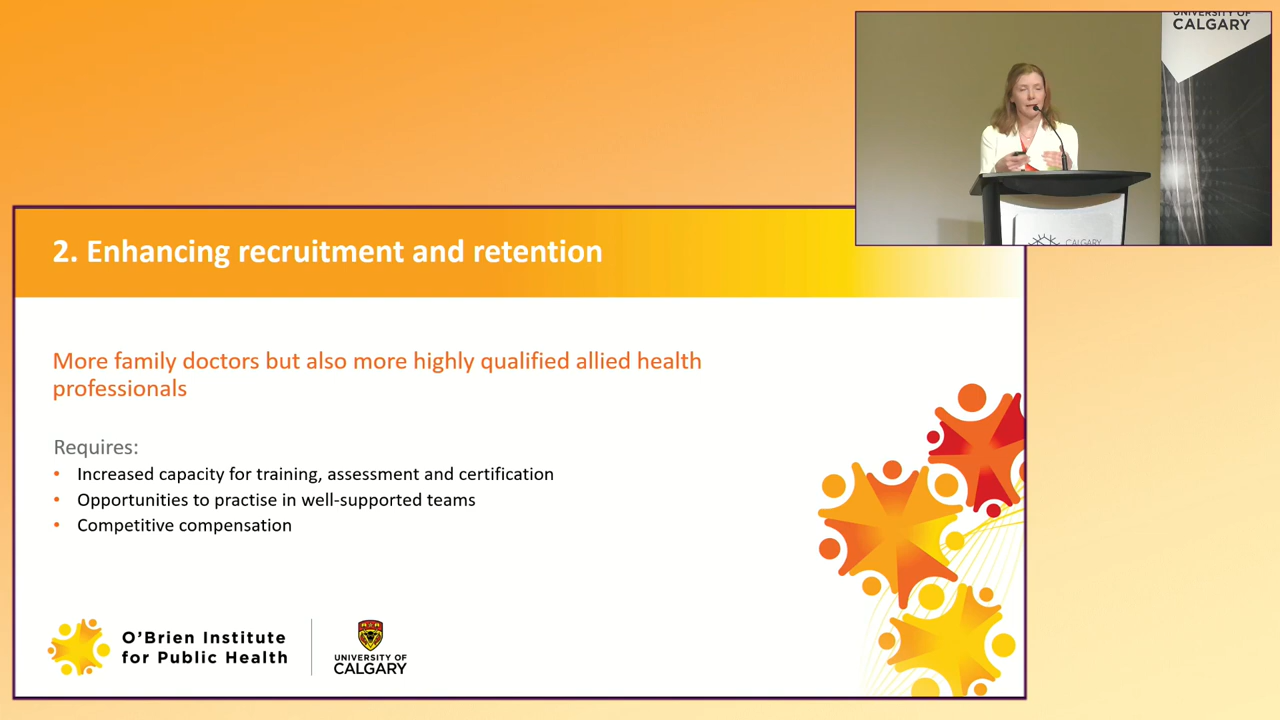 UNIVERSITY OF
CALGARY
2. Enhancing recruitment and retention
More family doctors but also more highly qualified allied health
professionals
Requires:
• Increased capacity for training, assessment and certification
• Opportunities to practise in well-supported teams
• Competitive compensation
O'Brien Institute
for Public Health
UNIVERSITY OF
CALGARY
CALGARY